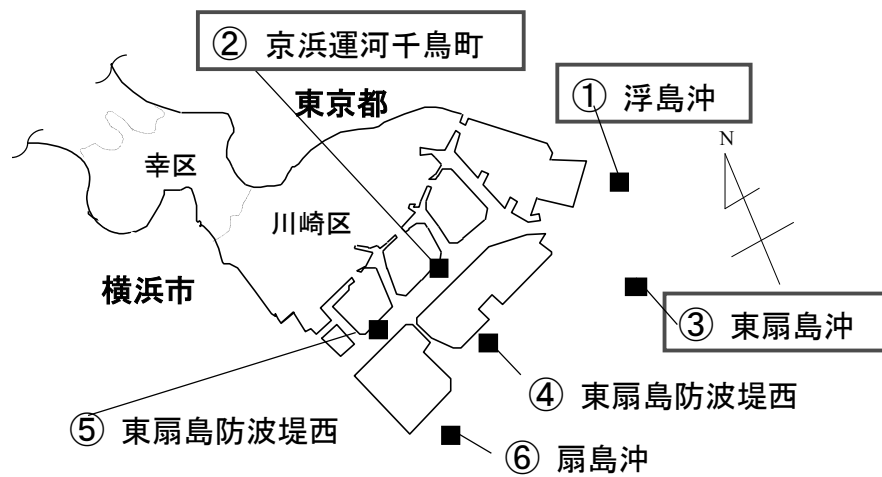 ② 京浜運河千鳥町
東京都
① 浮島沖
N
幸区
川崎区
横浜市
③ 東扇島沖
④ 東扇島防波堤西
⑤ 東扇島防波堤西
⑥ 扇島沖